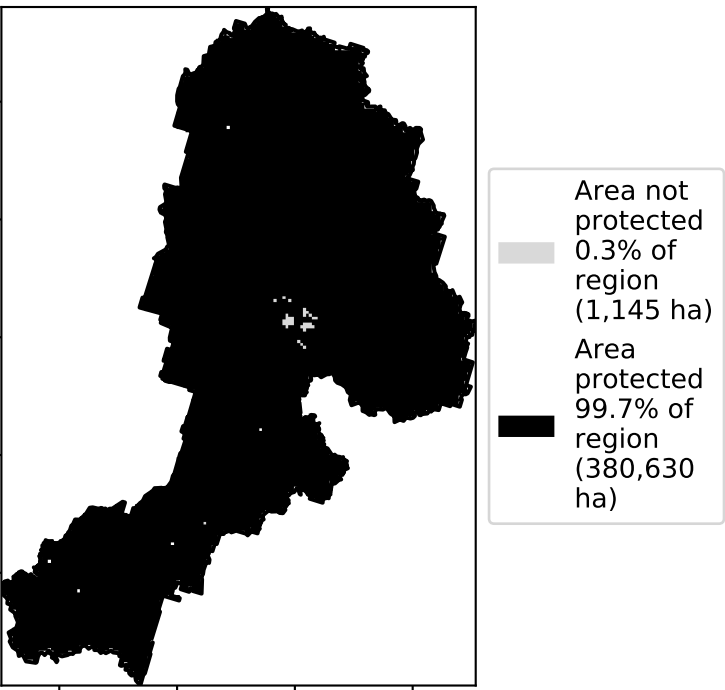 Area not
protected
0.3% of
region
(1,145 ha)
Area
protected
99.7% of
region
(380,630
ha)